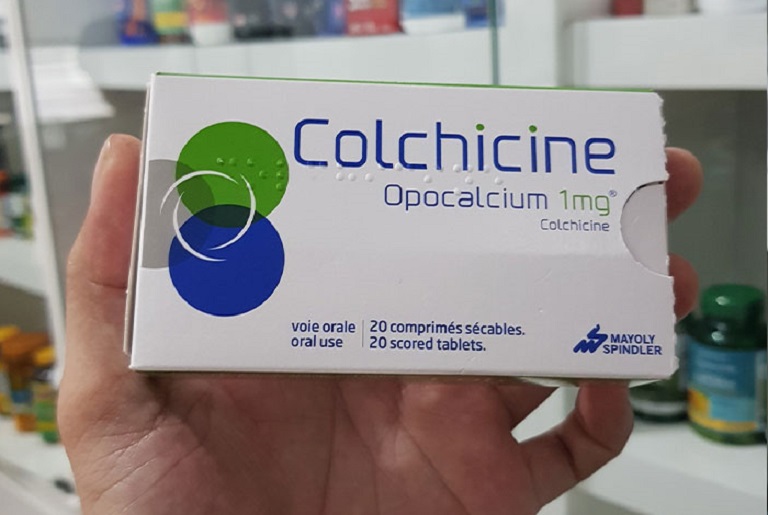 Colchicine
Opocalcium 1mg®
Colchicine
voie orale 20 comprimés sécables.
oral use 20 scored tablets.
MAYOLY
SPINDLER